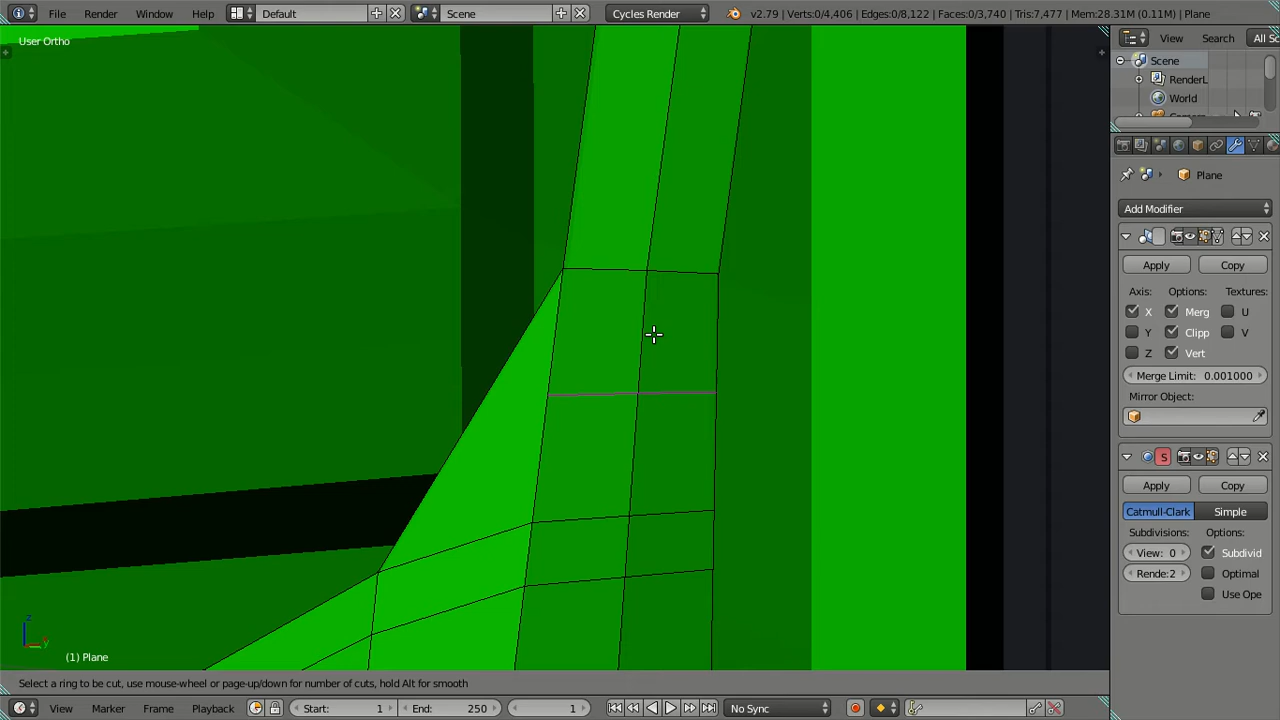 File Render Window Help Default Scene Cycles Render v2.79 | Verts:0/4,406 | Edges:0/8,122 | Faces:0/3,740 | Tris:7,477 | Mem:28.31M (0.11M) | Plane
User Ortho
View Search All Sc
Scene
RenderL
World
Plane
Add Modifier
Apply Copy
Axis: Options: Textures:
X Merg U
Y Clipp V
Z Vert
Merge Limit: 0.001000
Mirror Object:
S
Apply Copy
Catmull-Clark Simple
Subdivisions: Options:
View: 0 Subdivid
Rende:2 Optimal
Use Ope
z
y
(1) Plane
Select a ring to be cut, use mouse-wheel or page-up/down for number of cuts, hold Alt for smooth
View Marker Frame Playback Start: 1 End: 250 1 No Sync